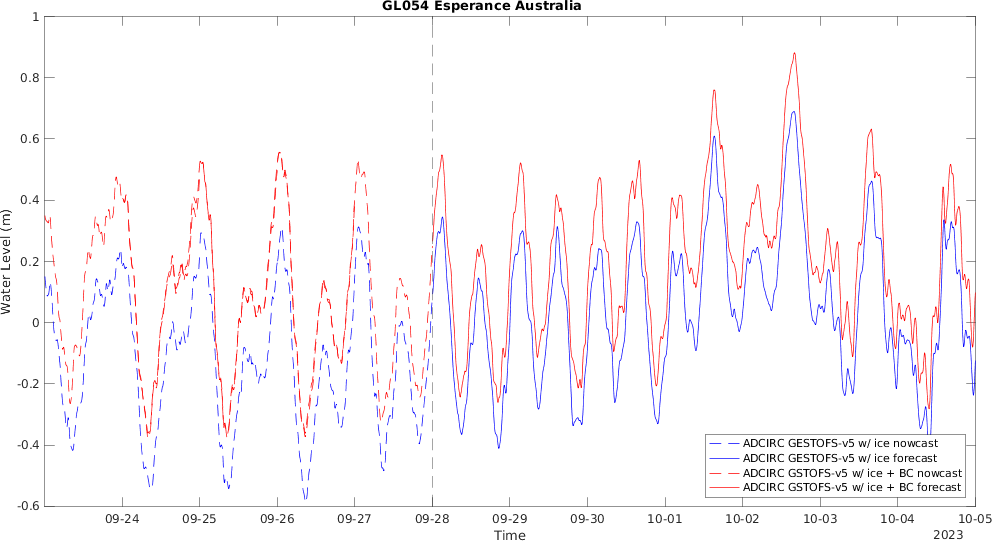 GL054 Esperance Australia
Water Level (m)
1
0.8
0.6
0.4
0.2
0
-0.2
-0.4
-0.6
ADCIRC GESTOFS-v5 w/ ice nowcast
ADCIRC GESTOFS-v5 w/ ice forecast
ADCIRC GSTOFS-v5 w/ ice + BC nowcast
ADCIRC GSTOFS-v5 w/ ice + BC forecast
09-24 09-25 09-26 09-27 09-28 09-29 09-30 10-01 10-02 10-03 10-04 10-05
Time
2023